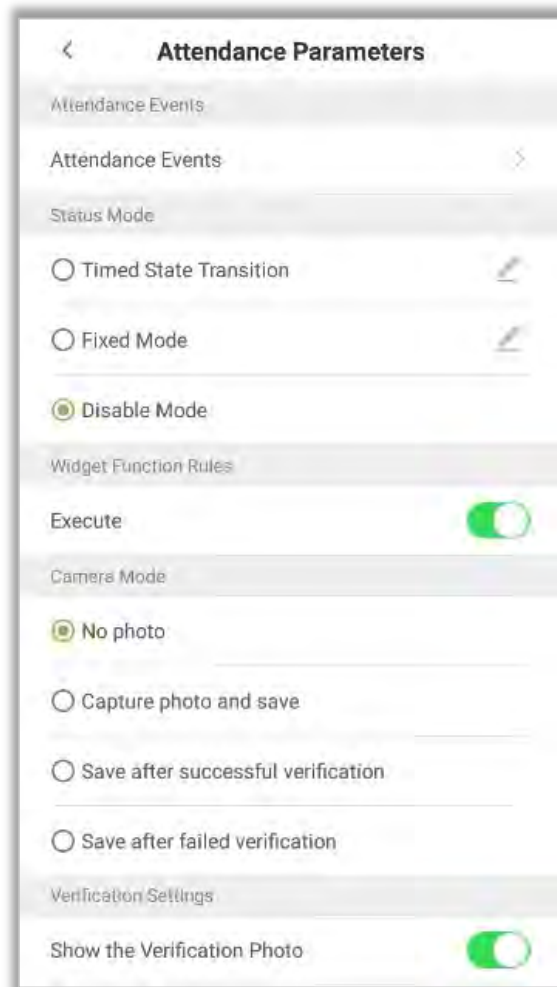 Attendance Parameters
Attendance Events
Attendance Events
Status Mode
Timed State Transition
Fixed Mode
Disable Mode
Widget Function Rules
Execute
Camera Mode
No photo
Capture photo and save
Save after successful verification
Save after failed verification
Verification Settings
Show the Verification Photo